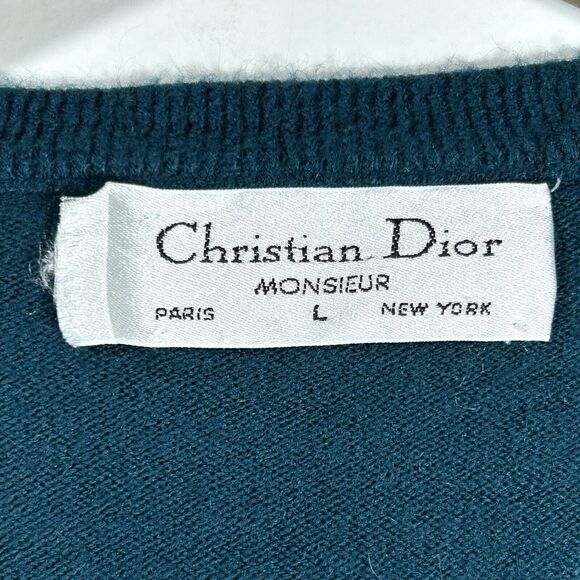 Christian Dior
MONSIEUR
PARIS L NEW YORK